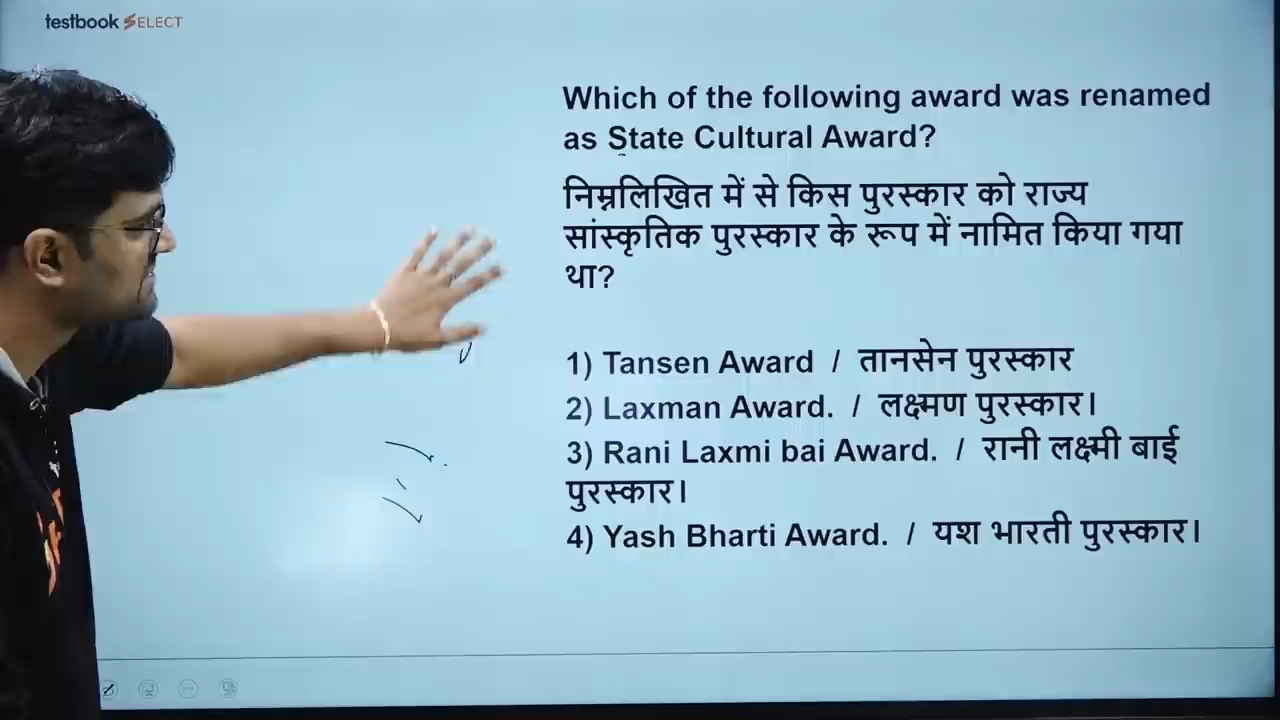 testbook SELECT
Which of the following award was renamed
as State Cultural Award?
निम्नलिखित में से किस पुरस्कार को राज्य
सांस्कृतिक पुरस्कार के रूप में नामित किया गया
था?
1) Tansen Award / तानसेन पुरस्कार
2) Laxman Award. / लक्ष्मण पुरस्कार।
3) Rani Laxmi bai Award. / रानी लक्ष्मी बाई
पुरस्कार।
4) Yash Bharti Award. / यश भारती पुरस्कार।